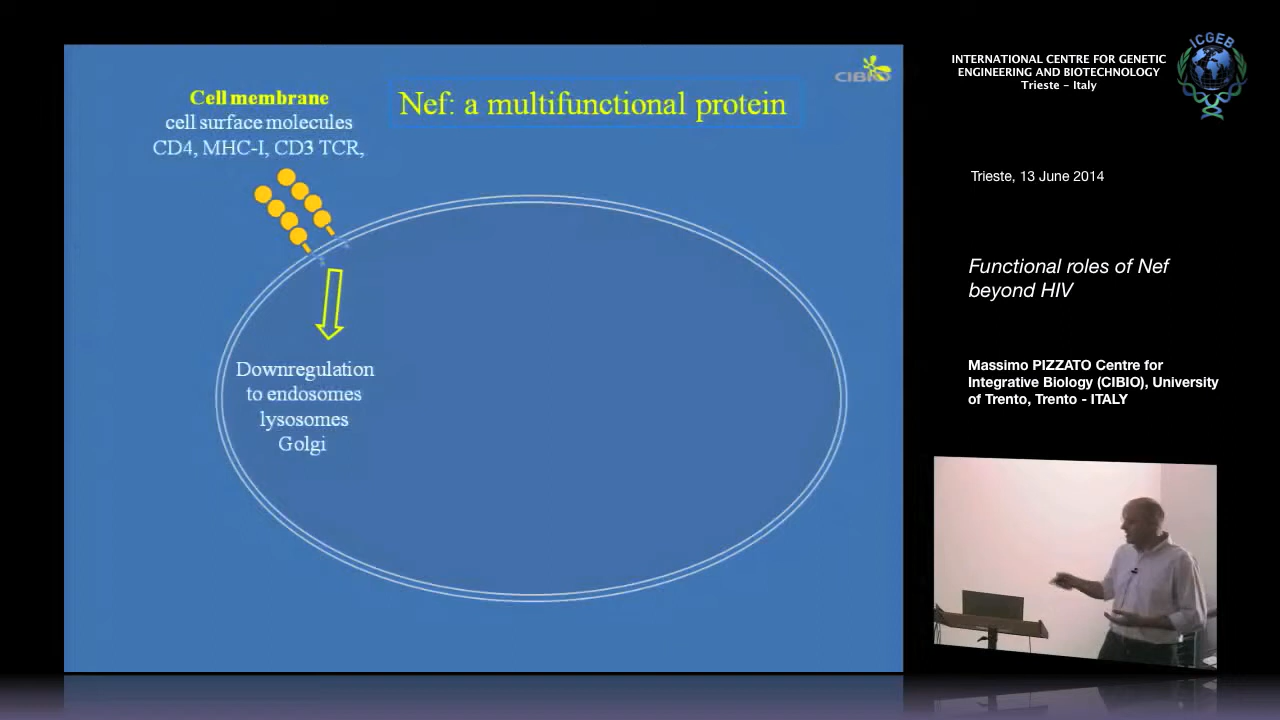 Cell membrane
cell surface molecules
CD4, MHC-I, CD3 TCR,
Nef: a multifunctional protein
CIBIO
Downregulation
to endosomes
lysosomes
Golgi
INTERNATIONAL CENTRE FOR GENETIC
ENGINEERING AND BIOTECHNOLOGY
Trieste - Italy
ICGEB
Trieste, 13 June 2014
Functional roles of Nef
beyond HIV
Massimo PIZZATO Centre for
Integrative Biology (CIBIO), University
of Trento, Trento - ITALY